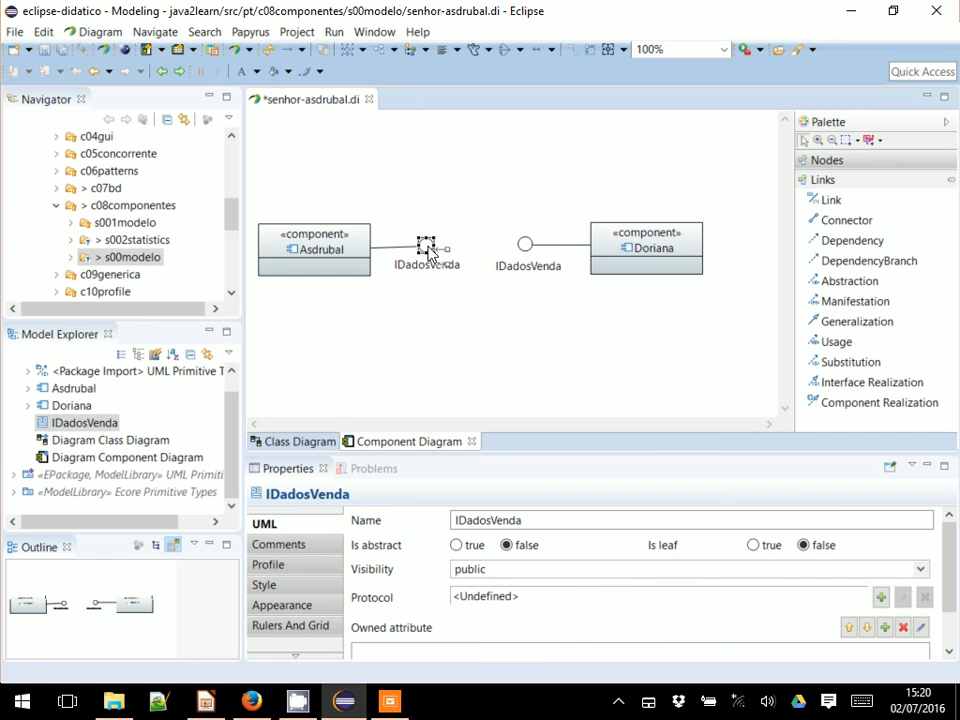 eclipse-didatico - Modeling - java2learn/src/pt/c08componentes/s00modelo/senhor-asdrubal.di - Eclipse
File Edit Diagram Navigate Search Papyrus Project Run Window Help
100%
Quick Access
Navigator
*senhor-asdrubal.di
c04gui
c05concorrente
c06patterns
> c07bd
> c08componentes
s001modelo
> s002statistics
> s00modelo
c09generica
c10profile
«component»
Asdrubal
IDadosVenda
IDadosVenda
«component»
Doriana
Palette
Nodes
Links
Link
Connector
Dependency
DependencyBranch
Abstraction
Manifestation
Generalization
Usage
Substitution
Interface Realization
Component Realization
Model Explorer
<Package Import> UML Primitive T
Asdrubal
Doriana
IDadosVenda
Diagram Class Diagram
Diagram Component Diagram
«EPackage, ModelLibrary» UML Primiti
«ModelLibrary» Ecore Primitive Types
Class Diagram
Component Diagram
Outline
Properties
Problems
IDadosVenda
UML
Comments
Profile
Style
Appearance
Rulers And Grid
Name IDadosVenda
Is abstract true false Is leaf true false
Visibility public
Protocol <Undefined>
Owned attribute
15:20
02/07/2016